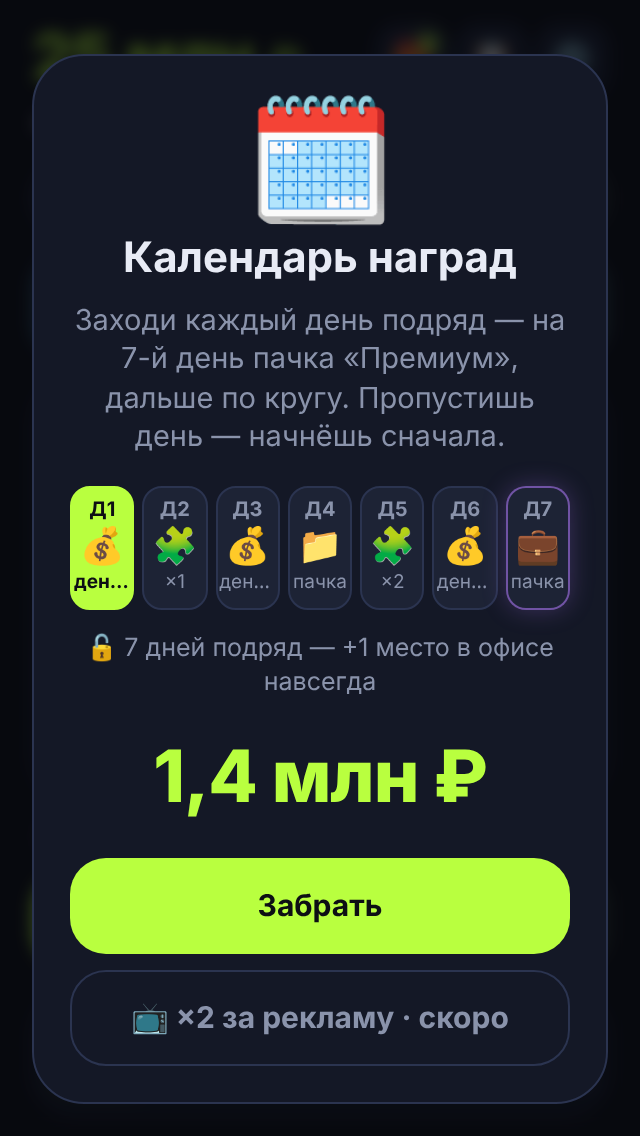 Календарь наград
Заходи каждый день подряд — на
7-й день пачка «Премиум»,
дальше по кругу. Пропустишь
день — начнёшь сначала.
Д1 Д2 Д3 Д4 Д5 Д6 Д7
ден… ×1 ден… пачка ×2 ден… пачка
🔓 7 дней подряд — +1 место в офисе
навсегда
1,4 млн ₽
Забрать
📺 ×2 за рекламу · скоро